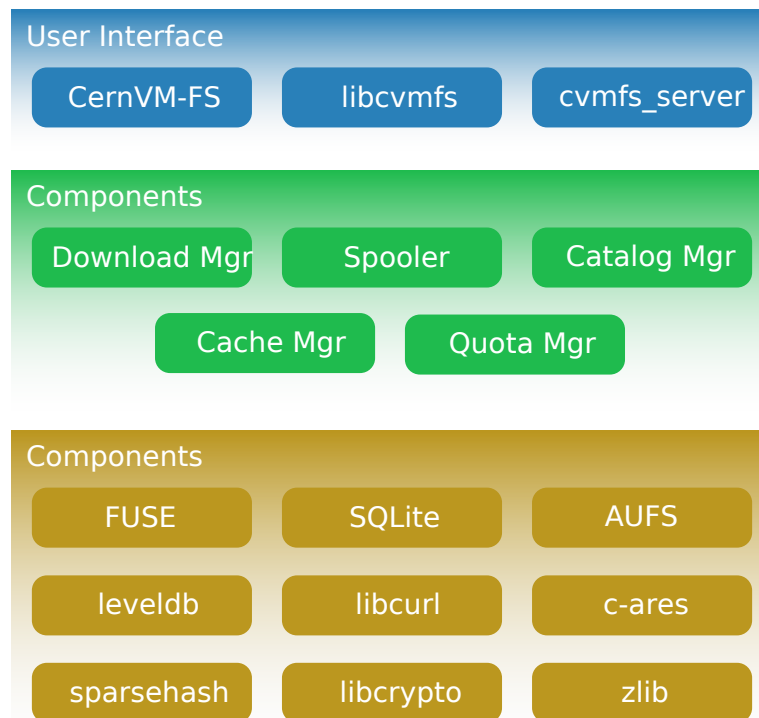 User Interface
CernVM-FS libcvmfs cvmfs_server
Components
Download Mgr Spooler Catalog Mgr
Cache Mgr Quota Mgr
Components
FUSE SQLite AUFS
leveldb libcurl c-ares
sparsehash libcrypto zlib